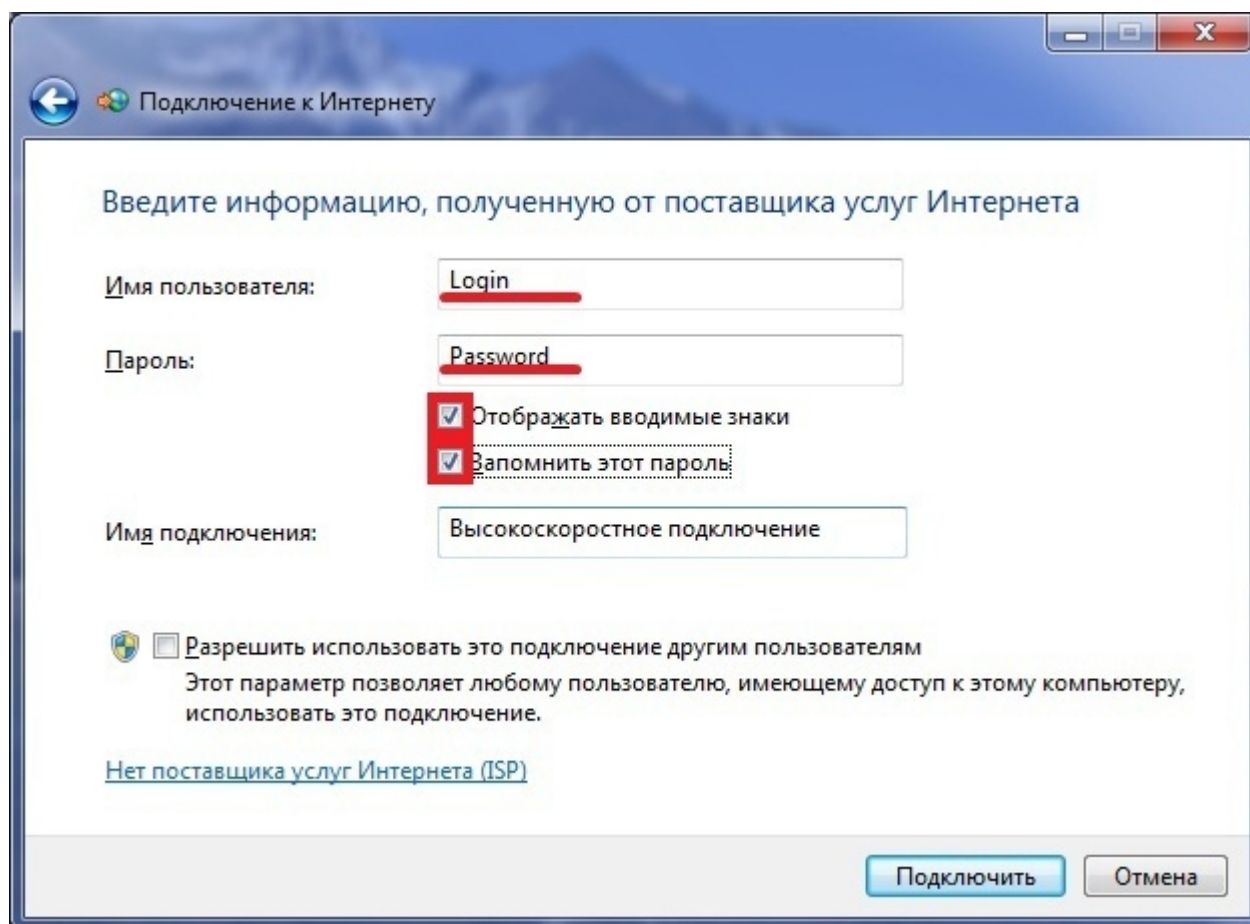 Подключение к Интернету
Введите информацию, полученную от поставщика услуг Интернета
Имя пользователя:
Login
Пароль:
Password
Отображать вводимые знаки
Запомнить этот пароль
Имя подключения:
Высокоскоростное подключение
Разрешить использовать это подключение другим пользователям
Этот параметр позволяет любому пользователю, имеющему доступ к этому компьютеру,
использовать это подключение.
Нет поставщика услуг Интернета (ISP)
Подключить
Отмена